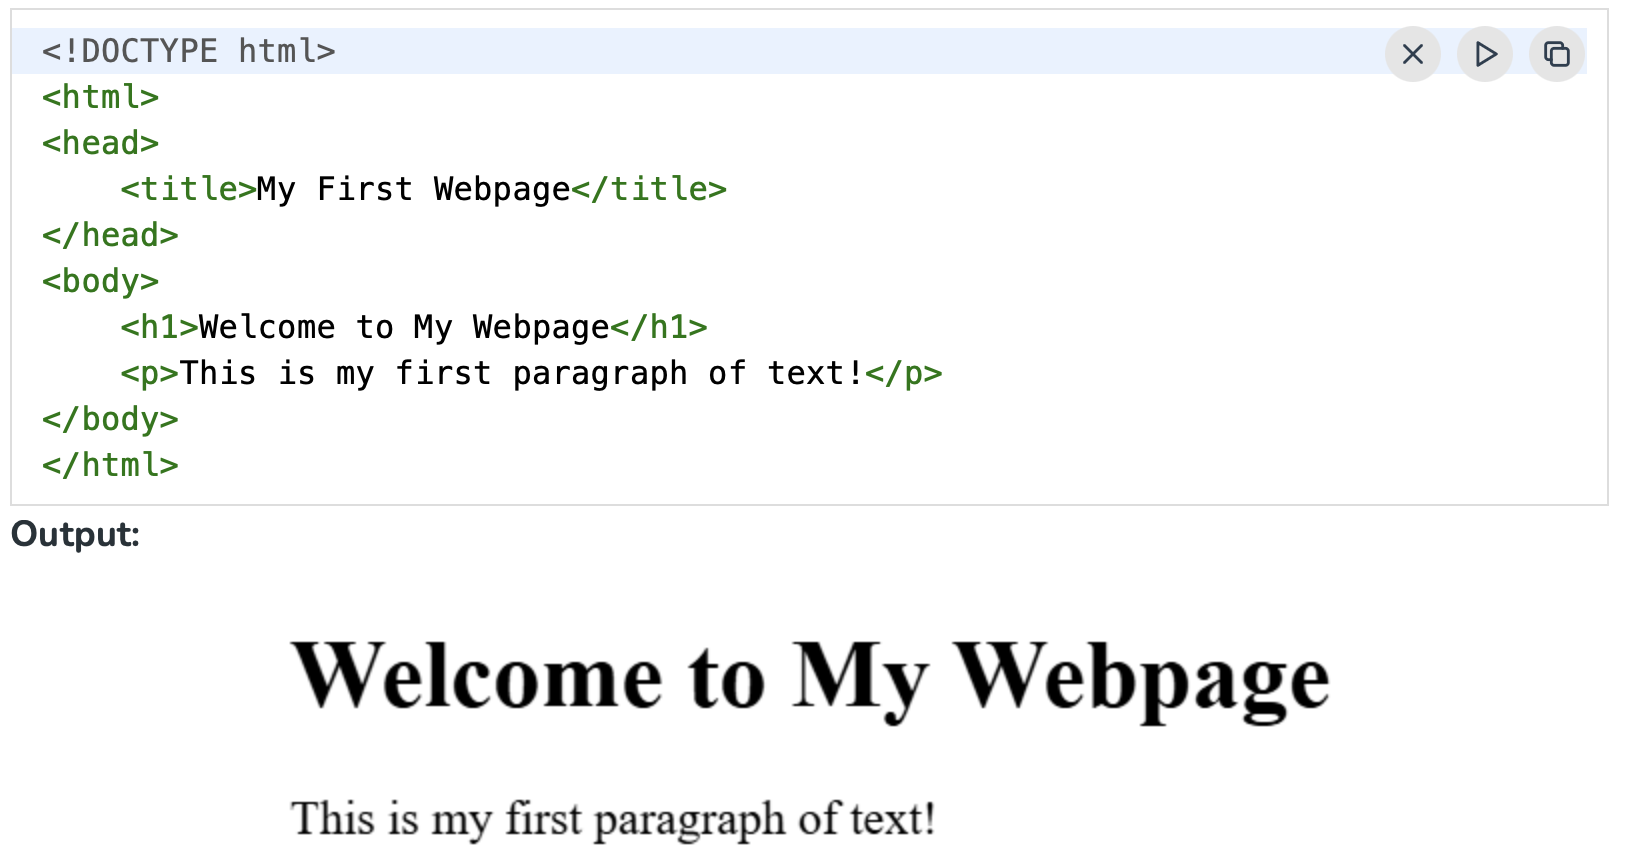 <!DOCTYPE html>
<html>
<head>
    <title>My First Webpage</title>
</head>
<body>
    <h1>Welcome to My Webpage</h1>
    <p>This is my first paragraph of text!</p>
</body>
</html>
Output:
Welcome to My Webpage
This is my first paragraph of text!